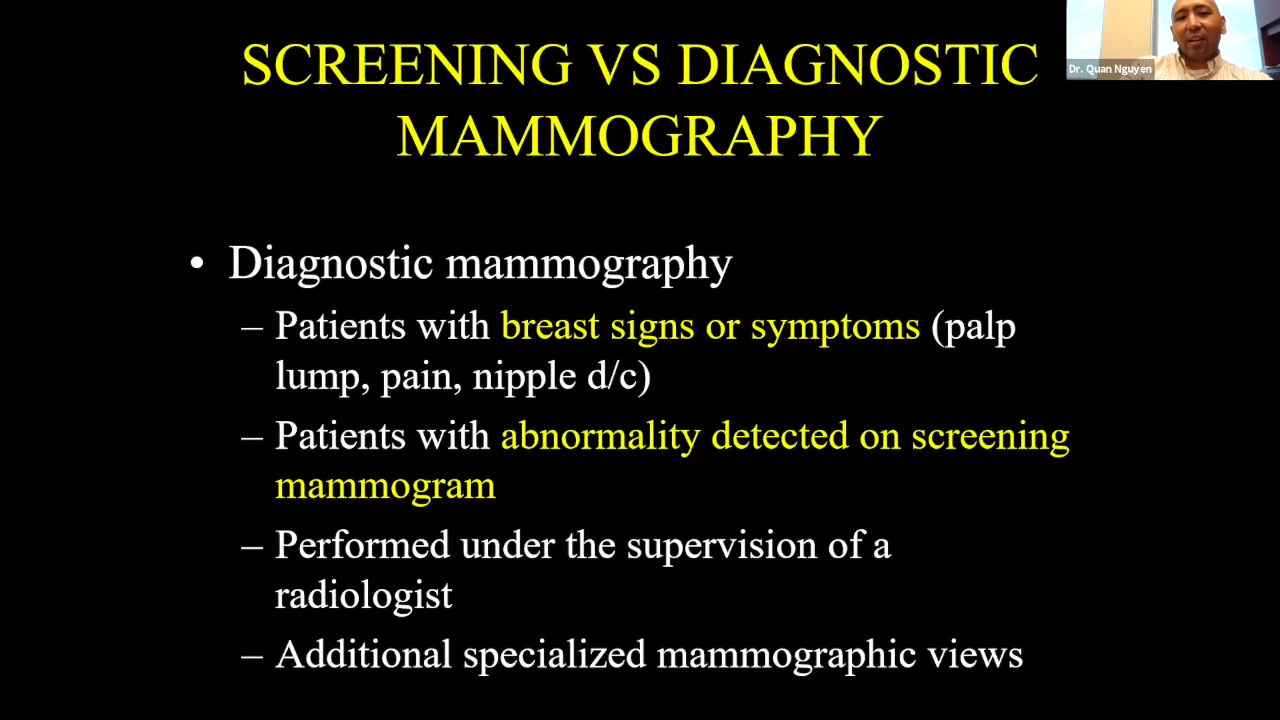 SCREENING VS DIAGNOSTIC
MAMMOGRAPHY
Dr. Quan Nguyen
• Diagnostic mammography
– Patients with breast signs or symptoms (palp
lump, pain, nipple d/c)
– Patients with abnormality detected on screening
mammogram
– Performed under the supervision of a
radiologist
– Additional specialized mammographic views